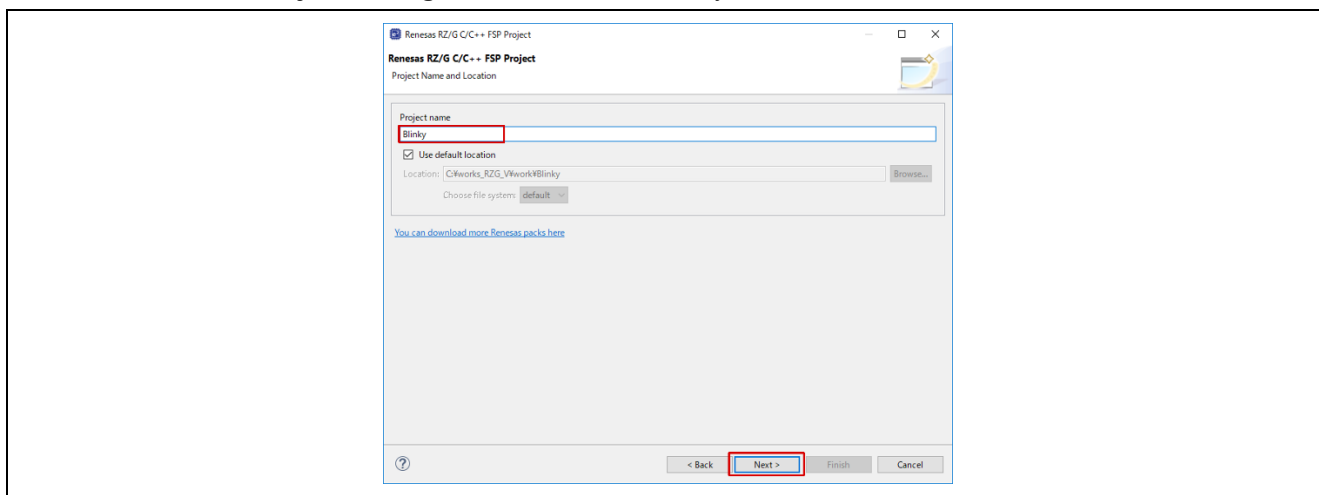 Renesas RZ/G C/C++ FSP Project
Renesas RZ/G C/C++ FSP Project
Project Name and Location
Project name
Blinky
Use default location
Location: C:¥works_RZG_V¥work¥Blinky Browse...
Choose file system: default
You can download more Renesas packs here
< Back Next > Finish Cancel